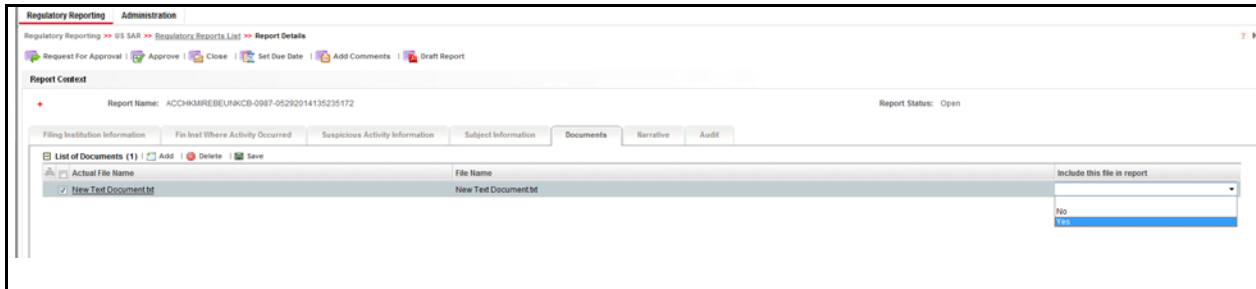 Regulatory Reporting Administration
Regulatory Reporting >> US SAR >> Regulatory Reports List >> Report Details ? H
Request For Approval | Approve | Close | Set Due Date | Add Comments | Draft Report
Report Context
Report Name: ACCHKMIREBEUNKCB-0987-05292014135235172 Report Status: Open
Filing Institution Information Fin Inst Where Activity Occurred Suspicious Activity Information Subject Information Documents Narrative Audit
List of Documents (1) | Add | Delete | Save
Actual File Name File Name Include this file in report
New Text Document.txt New Text Document.txt
No
Yes